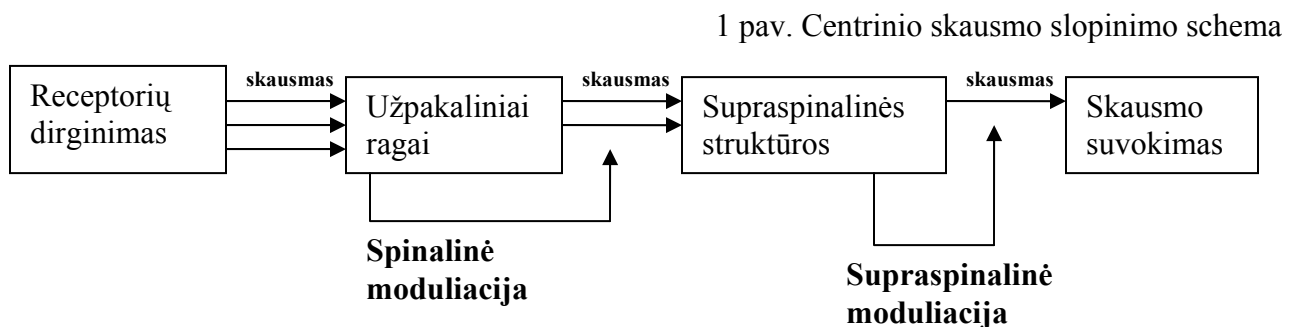 1 pav. Centrinio skausmo slopinimo schema
Receptorių
dirginimas
skausmas
Užpakaliniai
ragai
skausmas
Supraspinalinės
struktūros
skausmas
Skausmo
suvokimas
Spinalinė
moduliacija
Supraspinalinė
moduliacija